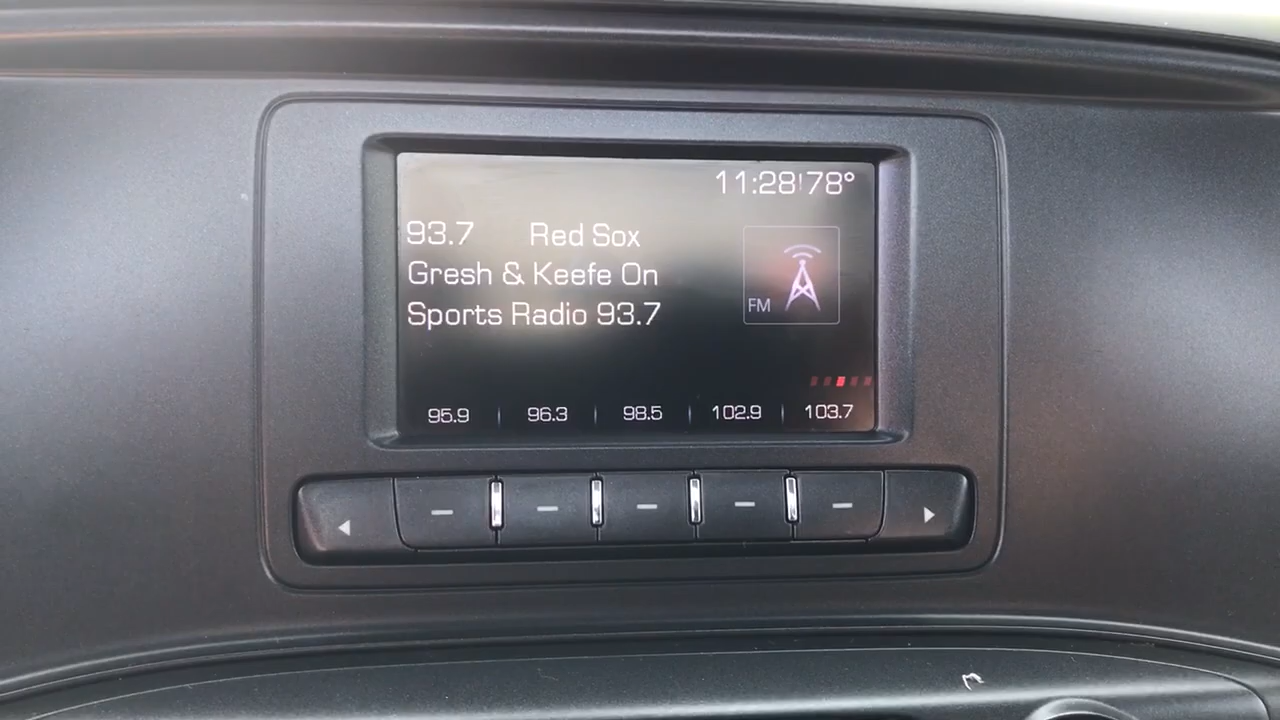 11:28 78°
93.7 Red Sox
Gresh & Keefe On
Sports Radio 93.7
FM
95.9 | 96.3 | 98.5 | 102.9 | 103.7